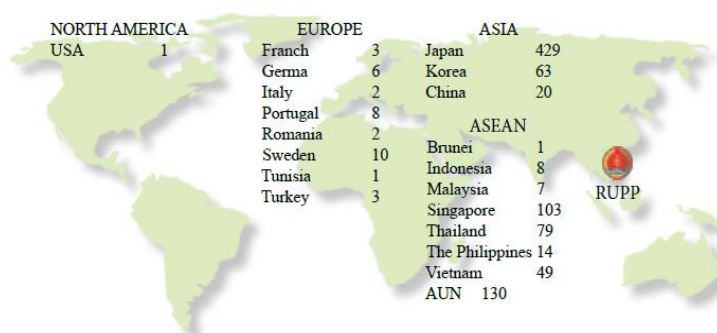 NORTH AMERICA
USA 1
EUROPE
Franch 3
Germa 6
Italy 2
Portugal 8
Romania 2
Sweden 10
Tunisia 1
Turkey 3
ASIA
Japan 429
Korea 63
China 20
ASEAN
Brunei 1
Indonesia 8
Malaysia 7
Singapore 103
Thailand 79
The Philippines 14
Vietnam 49
AUN 130
RUPP